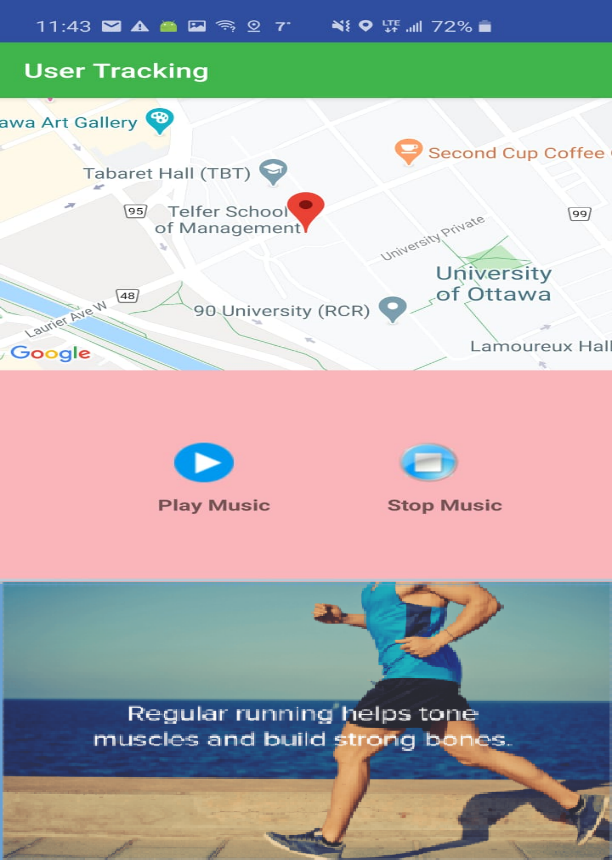 11:43 7° LTE 72%
User Tracking
awa Art Gallery
Second Cup Coffee
Tabaret Hall (TBT)
95
Telfer School
of Management
99
University Private
University
of Ottawa
48
90 University (RCR)
Laurier Ave W
Lamoureux Hall
Google
Play Music
Stop Music
Regular running helps tone
muscles and build strong bones.